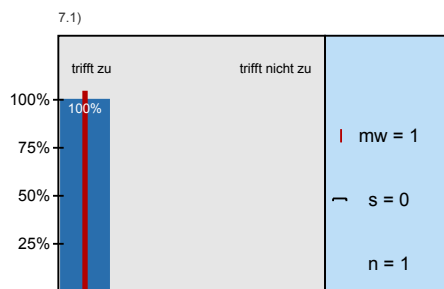 7.1)
trifft zu trifft nicht zu
100%
100%
75%
50%
25%
mw = 1
s = 0
n = 1